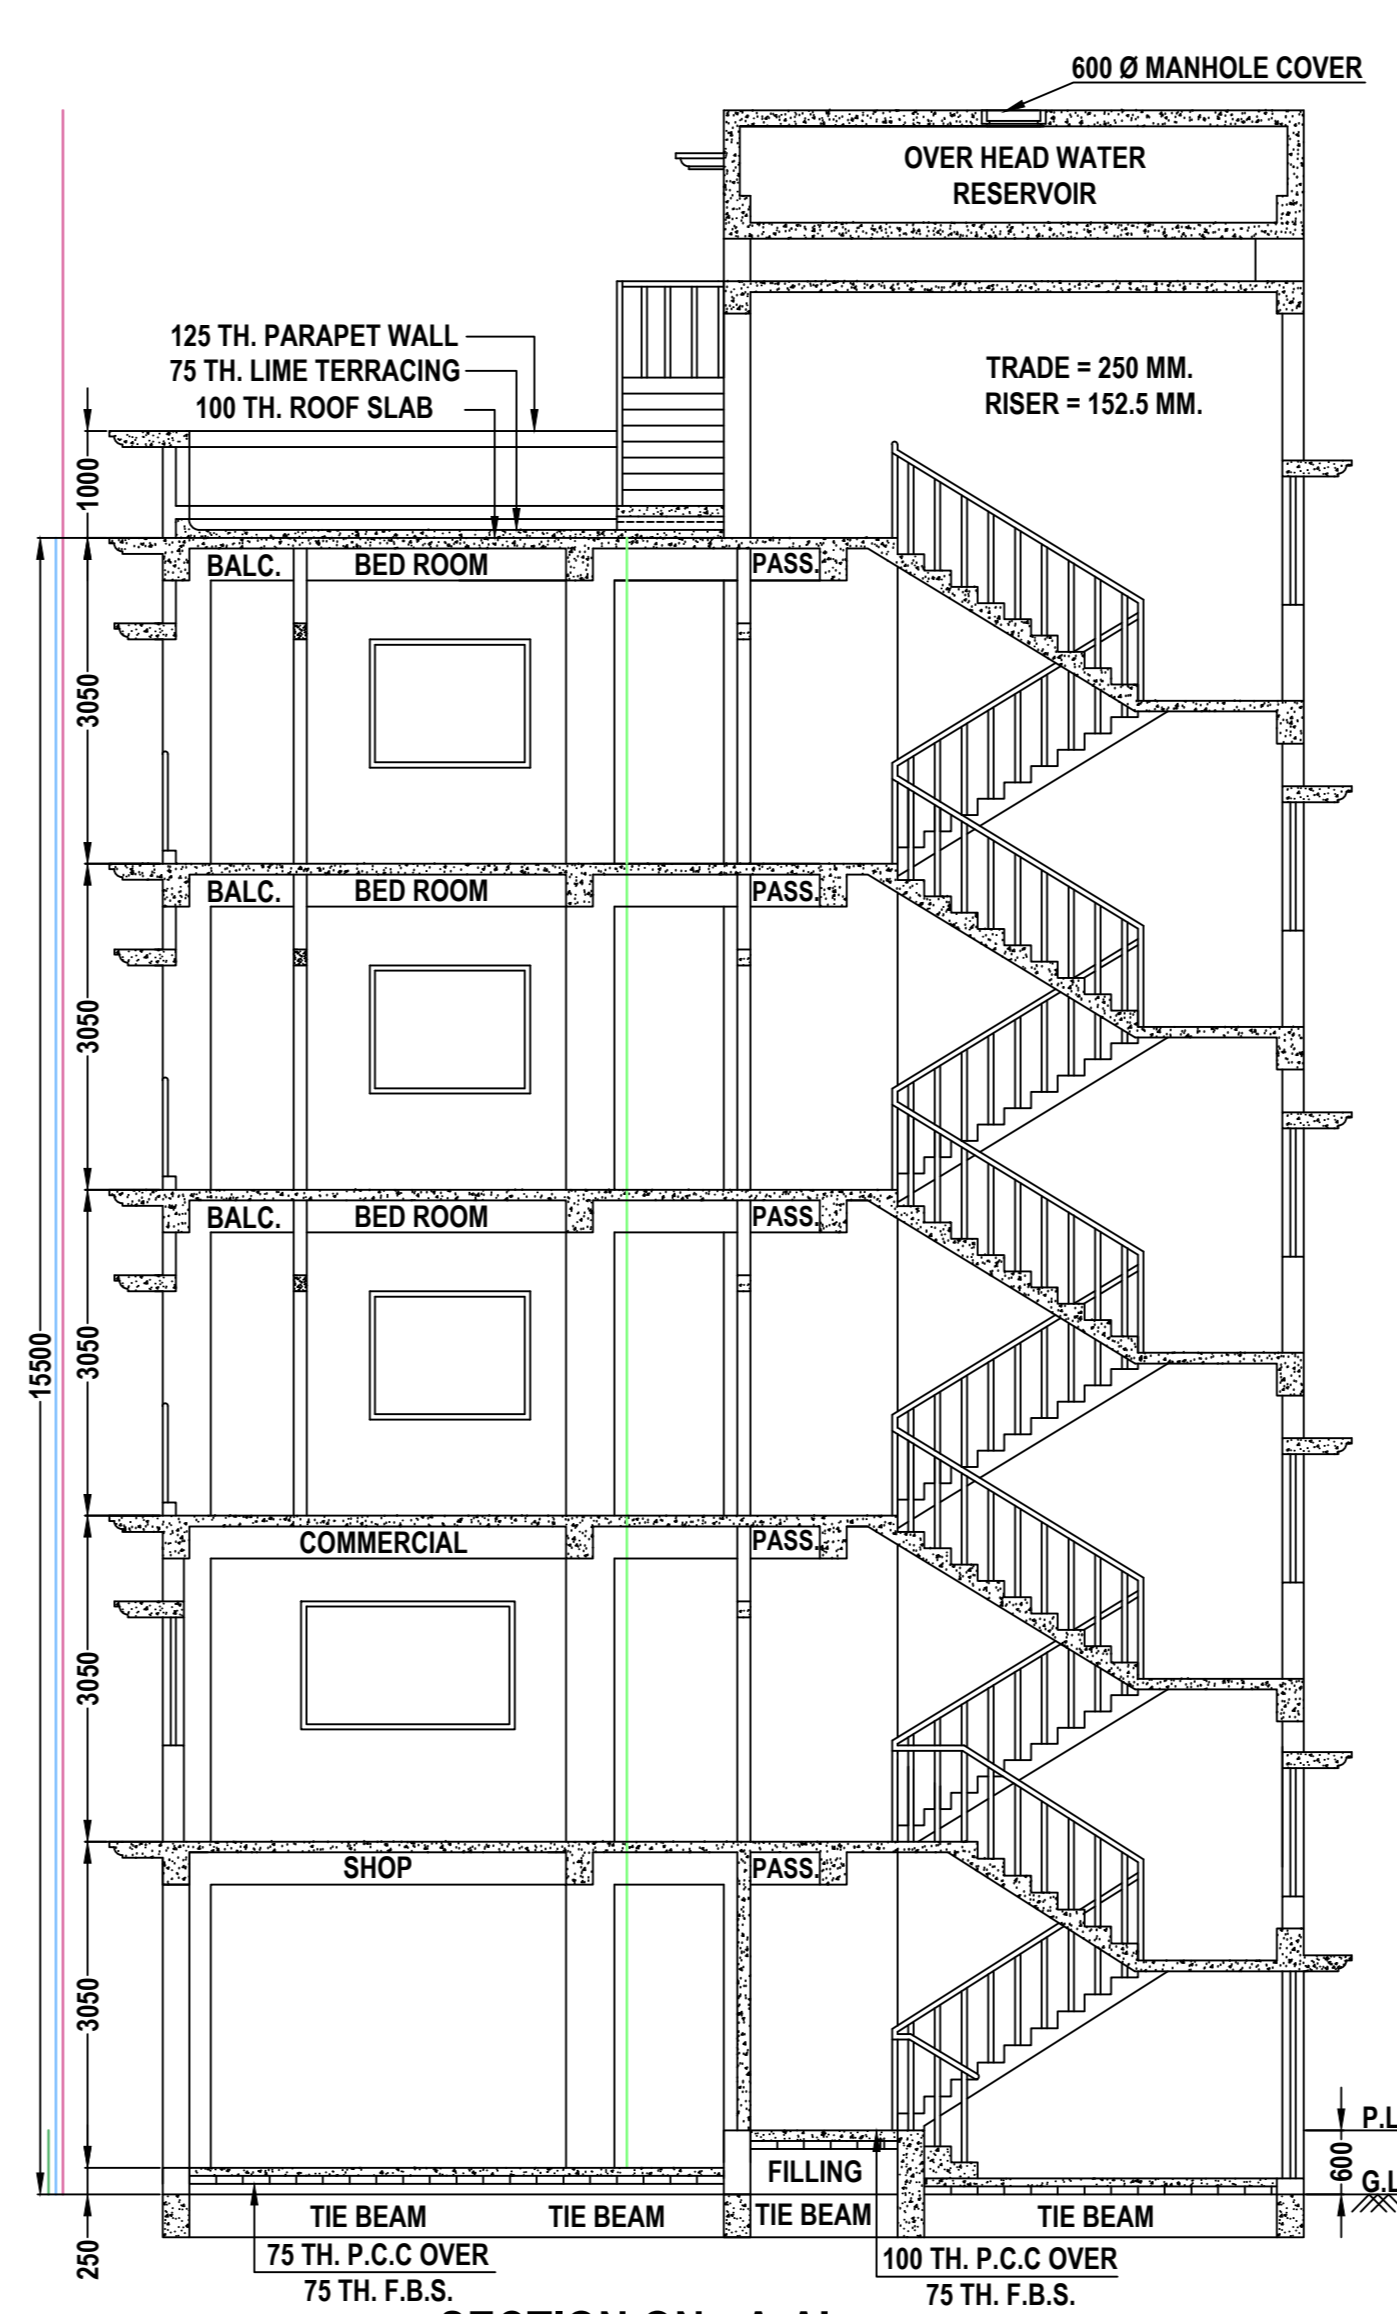 600 Ø MANHOLE COVER
OVER HEAD WATER
RESERVOIR
125 TH. PARAPET WALL
75 TH. LIME TERRACING
100 TH. ROOF SLAB
TRADE = 250 MM.
RISER = 152.5 MM.
1000
BALC. BED ROOM PASS.
3050
BALC. BED ROOM PASS.
3050
BALC. BED ROOM PASS.
3050
15500
COMMERCIAL PASS.
3050
SHOP PASS.
3050
P.L
600
G.L
FILLING
TIE BEAM TIE BEAM TIE BEAM TIE BEAM
250
75 TH. P.C.C OVER
75 TH. F.B.S.
100 TH. P.C.C OVER
75 TH. F.B.S.